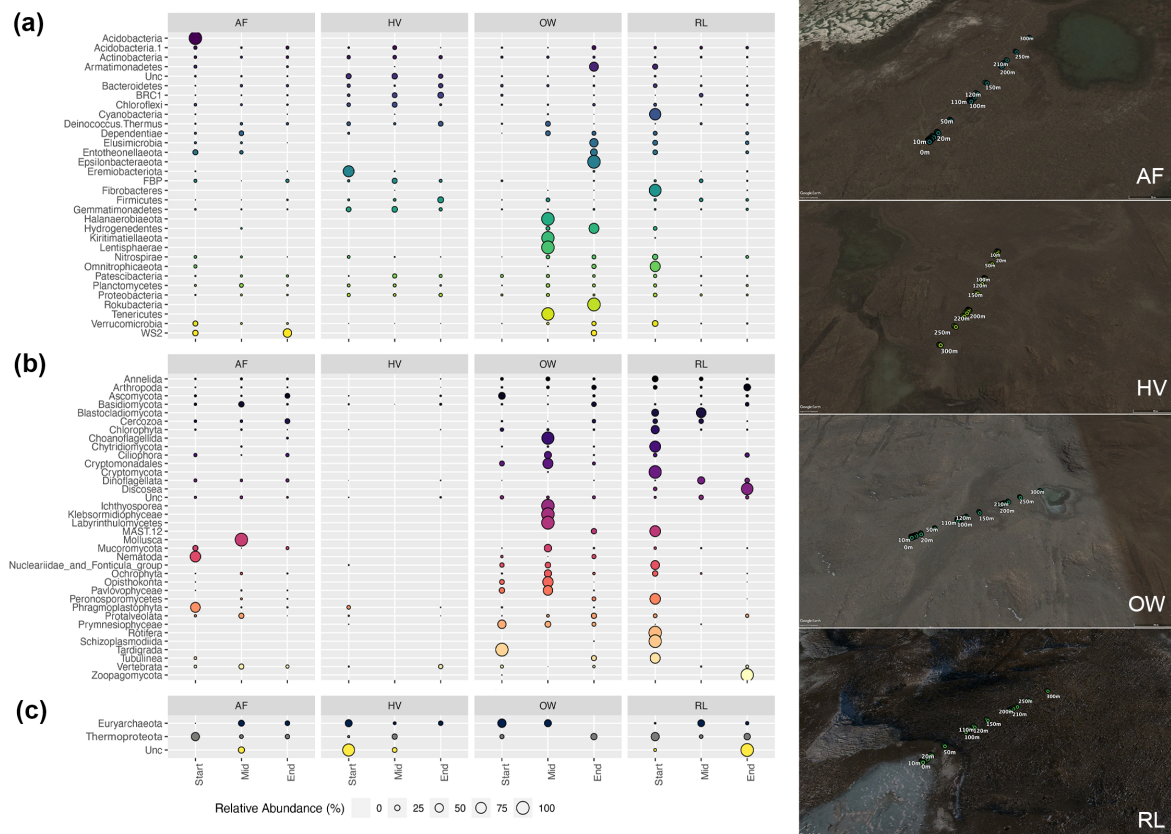 (a)
AF HV OW RL
Acidobacteria
Acidobacteria.1
Actinobacteria
Armatimonadetes
Unc
Bacteroidetes
BRC1
Chloroflexi
Cyanobacteria
Deinococcus.Thermus
Dependentiae
Elusimicrobia
Entotheonellaeota
Epsilonbacteraeota
Eremiobacteriota
FBP
Fibrobacteres
Firmicutes
Gemmatimonadetes
Halanaerobiaeota
Hydrogenedentes
Kiritimatiellaeota
Lentisphaerae
Nitrospirae
Omnitrophicaeota
Patescibacteria
Planctomycetes
Proteobacteria
Rokubacteria
Tenericutes
Verrucomicrobia
WS2
(b)
AF HV OW RL
Annelida
Arthropoda
Ascomycota
Basidiomycota
Blastocladiomycota
Cercozoa
Chlorophyta
Choanoflagellida
Chytridiomycota
Ciliophora
Cryptomonadales
Cryptomycota
Dinoflagellata
Discosea
Unc
Ichthyosporea
Klebsormidiophyceae
Labyrinthulomycetes
MAST.12
Mollusca
Mucoromycota
Nematoda
Nucleariidae_and_Fonticula_group
Ochrophyta
Opisthokonta
Pavlovophyceae
Peronosporomycetes
Phragmoplastophyta
Protalveolata
Prymnesiophyceae
Rotifera
Schizoplasmodiida
Tardigrada
Tubulinea
Vertebrata
Zoopagomycota
(c)
AF HV OW RL
Euryarchaeota
Thermoproteota
Unc
Start Mid End Start Mid End Start Mid End Start Mid End
Relative Abundance (%) 0 25 50 75 100
300m
250m
210m
200m
150m
120m
110m
100m
50m
10m 20m
0m
Google Earth
AF
10m
20m
50m
100m
120m
150m
220m 200m
250m
300m
Google Earth
HV
300m
210m 250m
200m
150m
120m
110m 100m
50m
10m 20m
0m
Google Earth
OW
300m
250m
200m 210m
150m
110m 120m
100m
50m
20m
10m 0m
RL